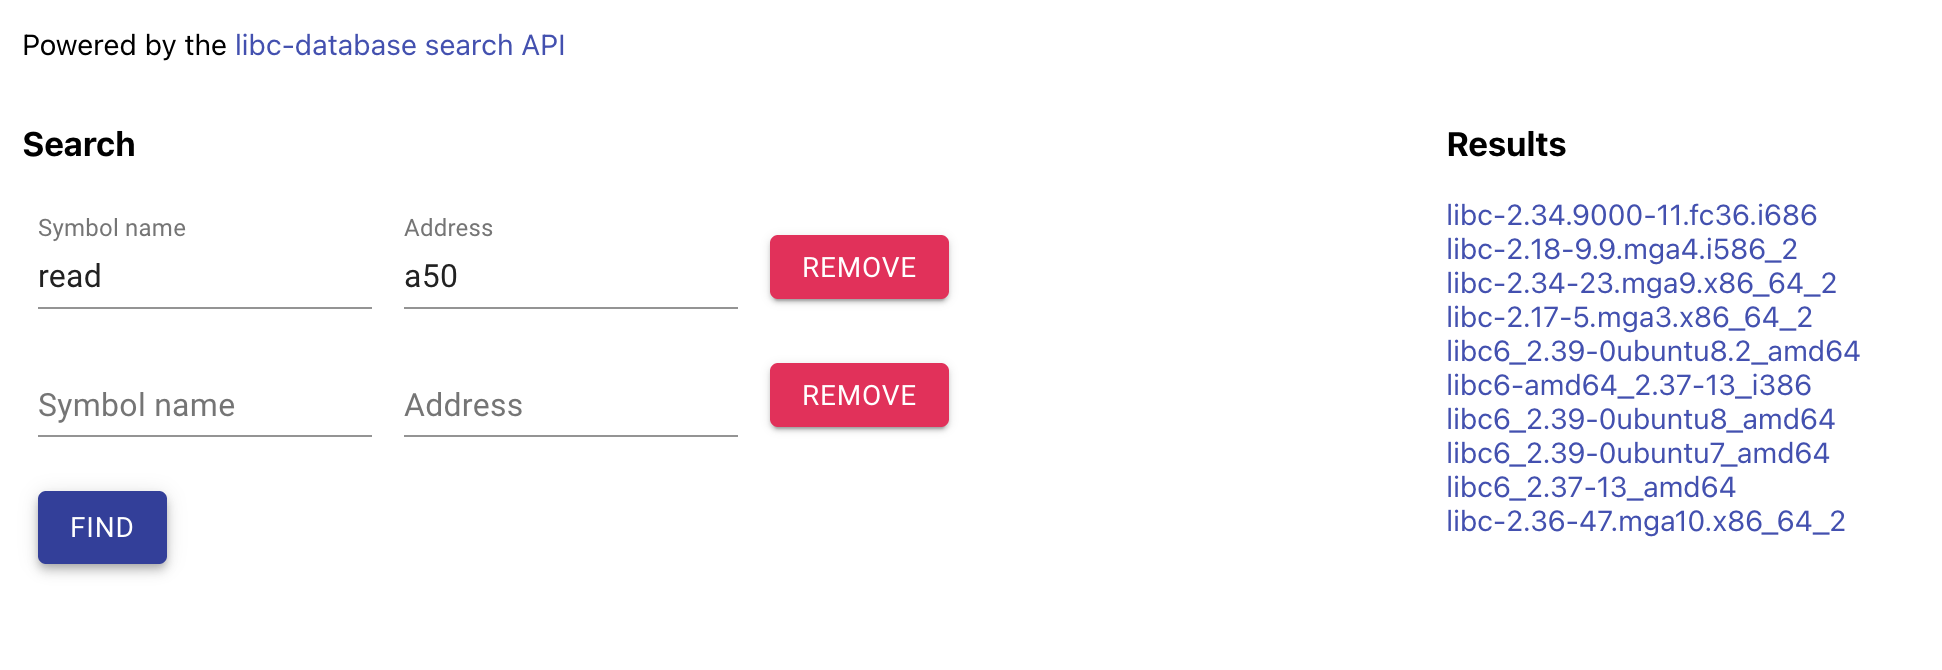 Powered by the libc-database search API
Search
Symbol name
Address
read
a50
REMOVE
Symbol name
Address
REMOVE
FIND
Results
libc-2.34.9000-11.fc36.i686
libc-2.18-9.9.mga4.i586_2
libc-2.34-23.mga9.x86_64_2
libc-2.17-5.mga3.x86_64_2
libc6_2.39-0ubuntu8.2_amd64
libc6-amd64_2.37-13_i386
libc6_2.39-0ubuntu8_amd64
libc6_2.39-0ubuntu7_amd64
libc6_2.37-13_amd64
libc-2.36-47.mga10.x86_64_2